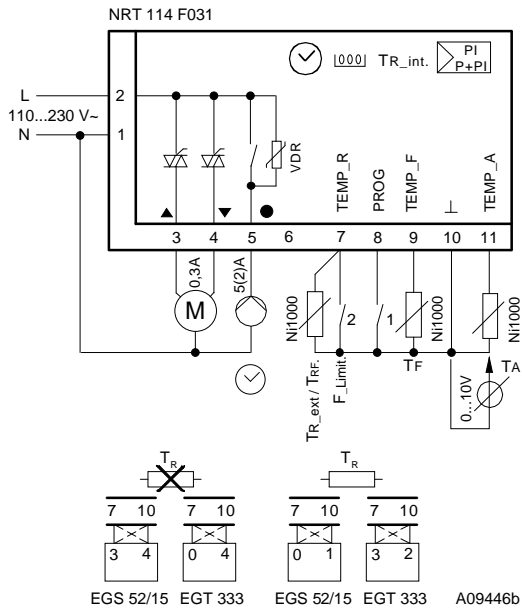 NRT 114 F031
[000] TR_int. PI
P+PI
L 2
110...230 V~
N 1
VDR
TEMP_R
PROG
TEMP_F
⊥
TEMP_A
▲ ▼ ●
3 4 5 6 7 8 9 10 11
0,3A
5(2)A
M
Ni1000
2
1
Ni1000
Ni1000
TR_ext / TRF.
F_Limit.
TF
0...10V
TA
TR TR
7 10 7 10 7 10 7 10
x x x x
3 4 0 4 0 1 3 2
EGS 52/15 EGT 333 EGS 52/15 EGT 333 A09446b